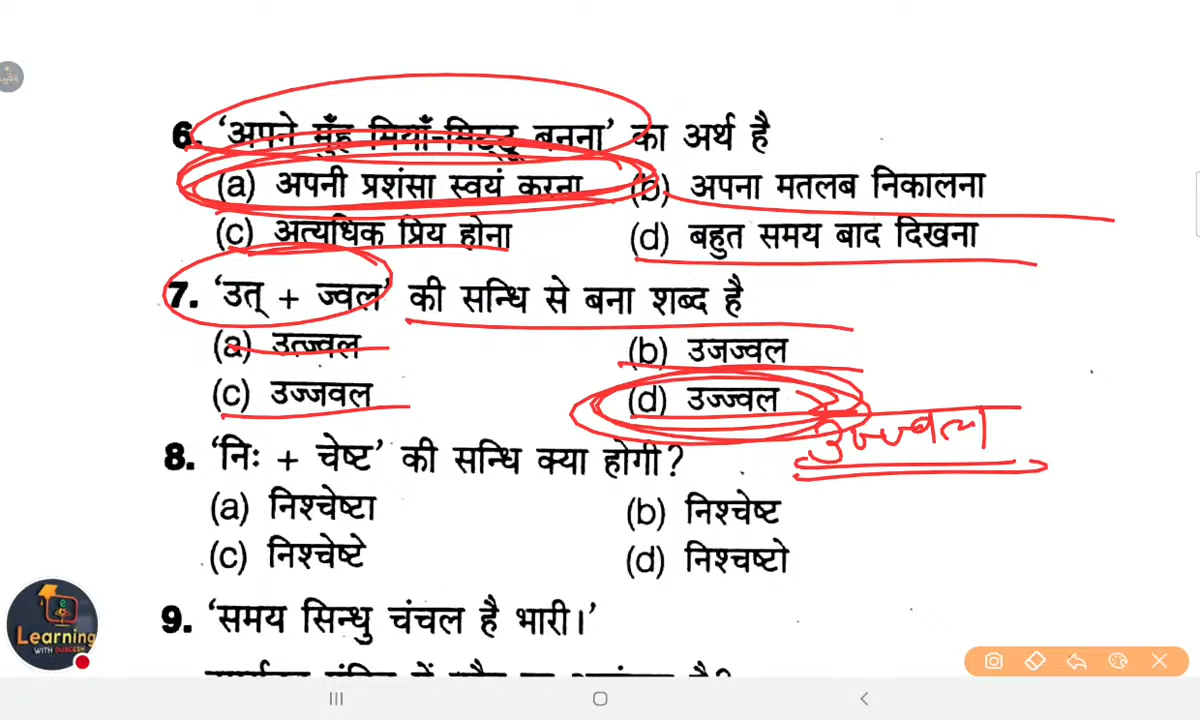 6. 'अपने मुँह मियाँ-मिट्ठू बनना' का अर्थ है
(a) अपनी प्रशंसा स्वयं करना (b) अपना मतलब निकालना
(c) अत्यधिक प्रिय होना (d) बहुत समय बाद दिखना
7. 'उत् + ज्वल' की सन्धि से बना शब्द है
(a) उत्ज्वल (b) उजज्वल
(c) उज्जवल (d) उज्ज्वल
उज्ज्वल
8. 'निः + चेष्ट' की सन्धि क्या होगी?
(a) निश्चेष्टा (b) निश्चेष्ट
(c) निश्चेष्टे (d) निश्चष्टो
9. 'समय सिन्धु चंचल है भारी।'
Learning
WITH DURGESH